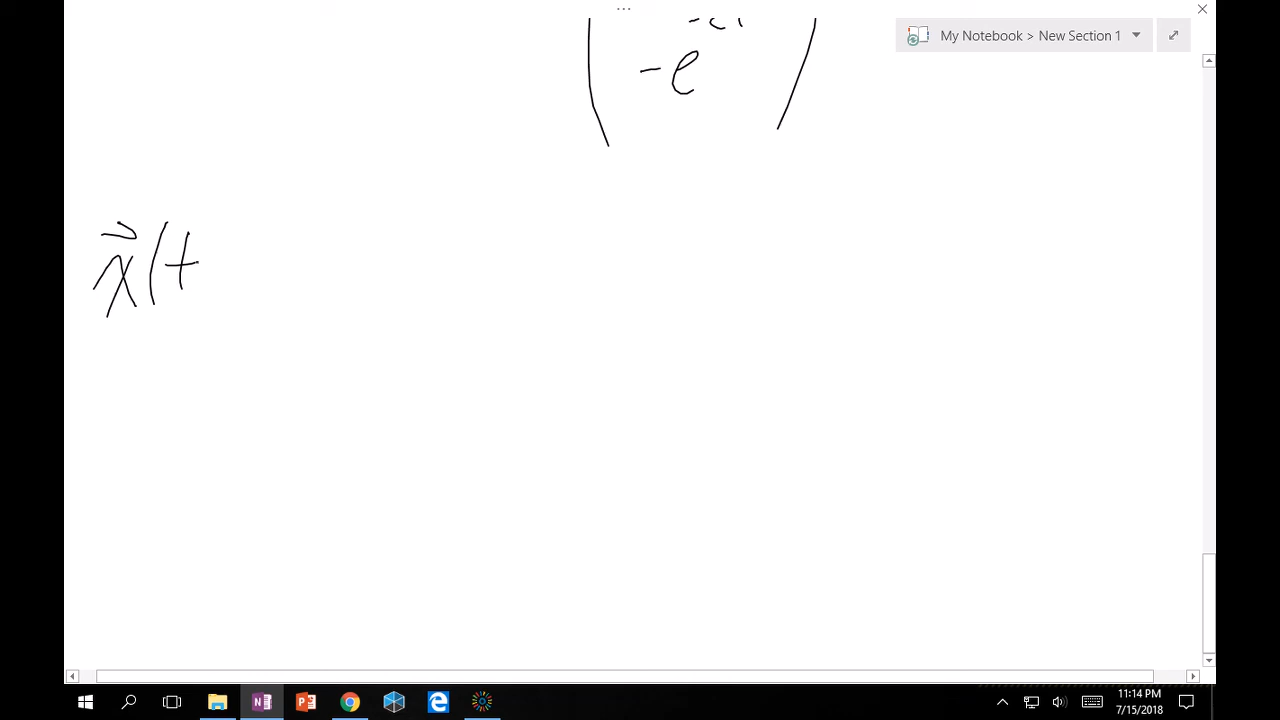 ...
My Notebook > New Section 1
-e
x⃗(t
11:14 PM
7/15/2018